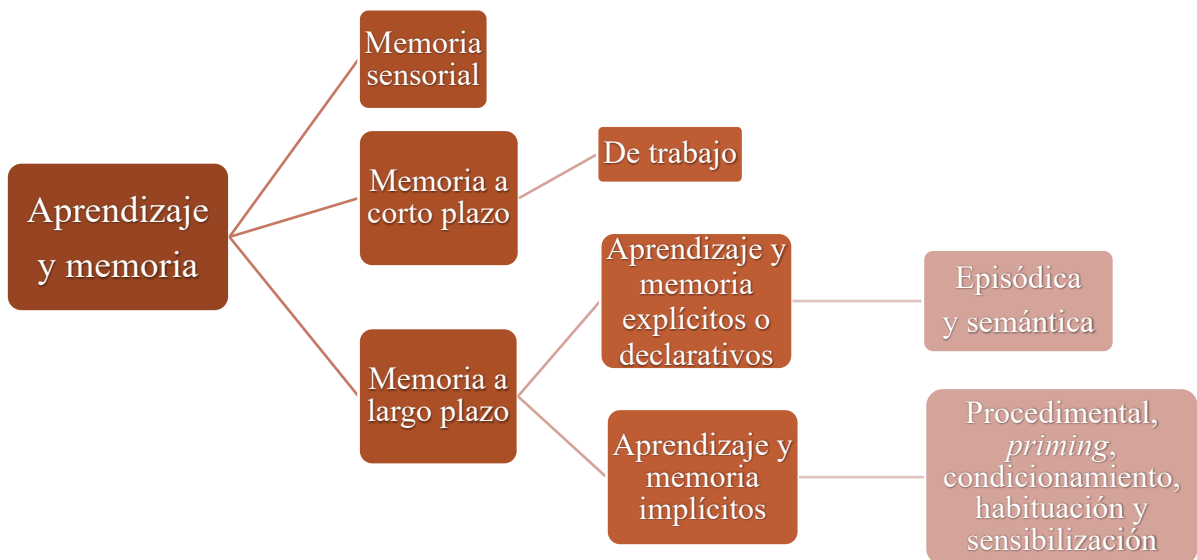 Aprendizaje
y memoria
Memoria
sensorial
Memoria a
corto plazo
De trabajo
Memoria a
largo plazo
Aprendizaje y
memoria
explícitos o
declarativos
Episódica
y semántica
Aprendizaje y
memoria
implícitos
Procedimental,
priming,
condicionamiento,
habituación y
sensibilización